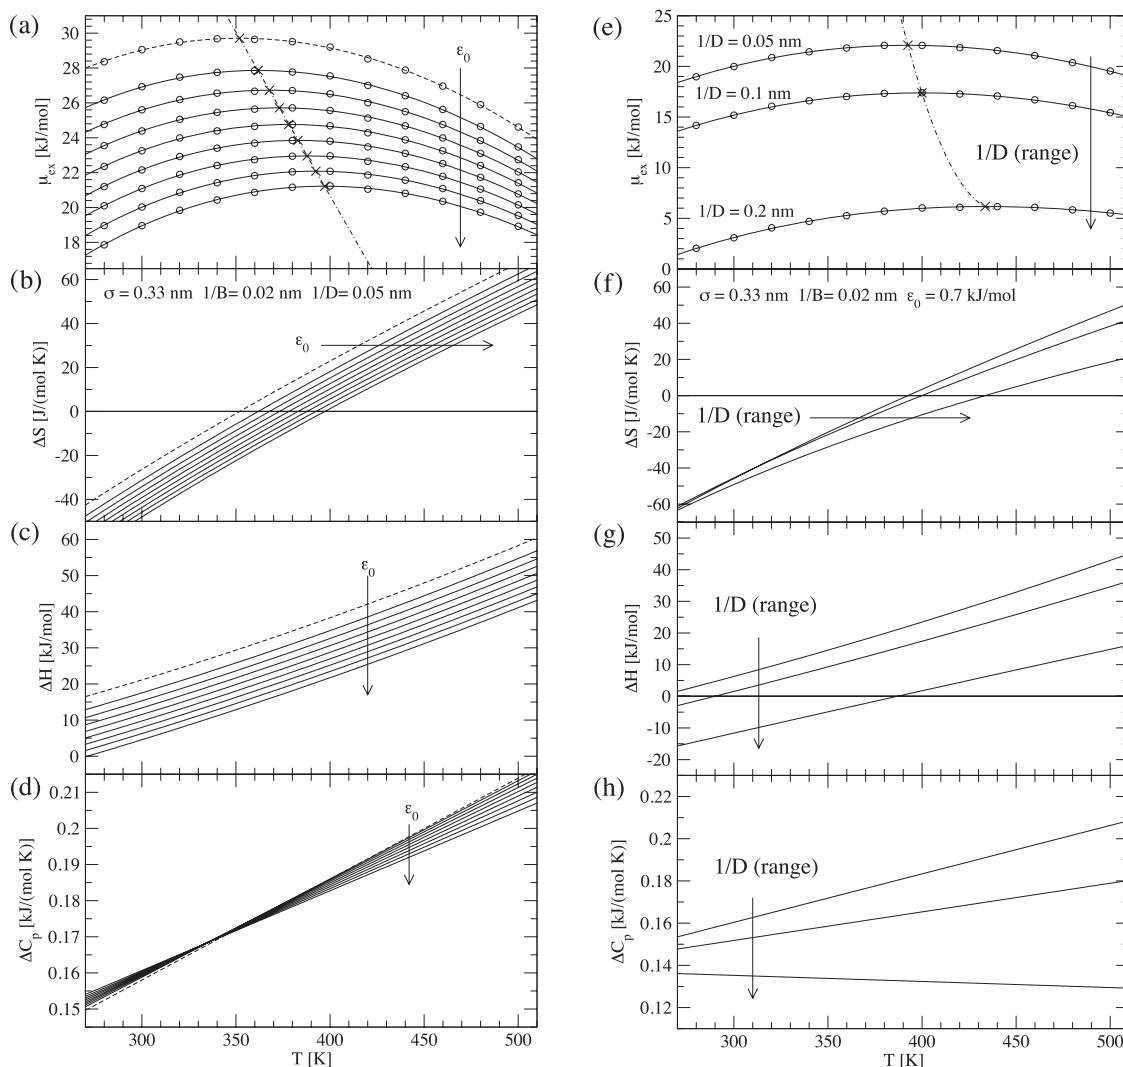 (a)
ε0
μex [kJ/mol]
30
28
26
24
22
20
18
(b)
σ = 0.33 nm 1/B= 0.02 nm 1/D= 0.05 nm
ε0
ΔS [J/(mol K)]
60
40
20
0
-20
-40
(c)
ε0
ΔH [kJ/mol]
60
50
40
30
20
10
0
(d)
ε0
ΔCp [kJ/(mol K)]
0.21
0.2
0.19
0.18
0.17
0.16
0.15
300 350 400 450 500
T [K]
(e)
1/D = 0.05 nm
1/D = 0.1 nm
1/D (range)
1/D = 0.2 nm
μex [kJ/mol]
25
20
15
10
5
0
(f)
σ = 0.33 nm 1/B= 0.02 nm ε0 = 0.7 kJ/mol
1/D (range)
ΔS [J/(mol K)]
60
40
20
0
-20
-40
-60
(g)
1/D (range)
ΔH [kJ/mol]
50
40
30
20
10
0
-10
-20
(h)
1/D (range)
ΔCp [kJ/(mol K)]
0.22
0.2
0.18
0.16
0.14
0.12
300 350 400 450 500
T [K]